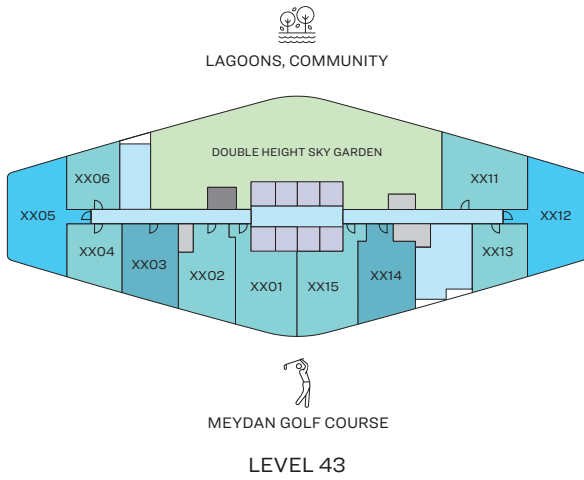 LAGOONS, COMMUNITY
DOUBLE HEIGHT SKY GARDEN
XX06
XX11
XX05
XX12
XX04
XX03
XX02
XX01
XX15
XX14
XX13
MEYDAN GOLF COURSE
LEVEL 43